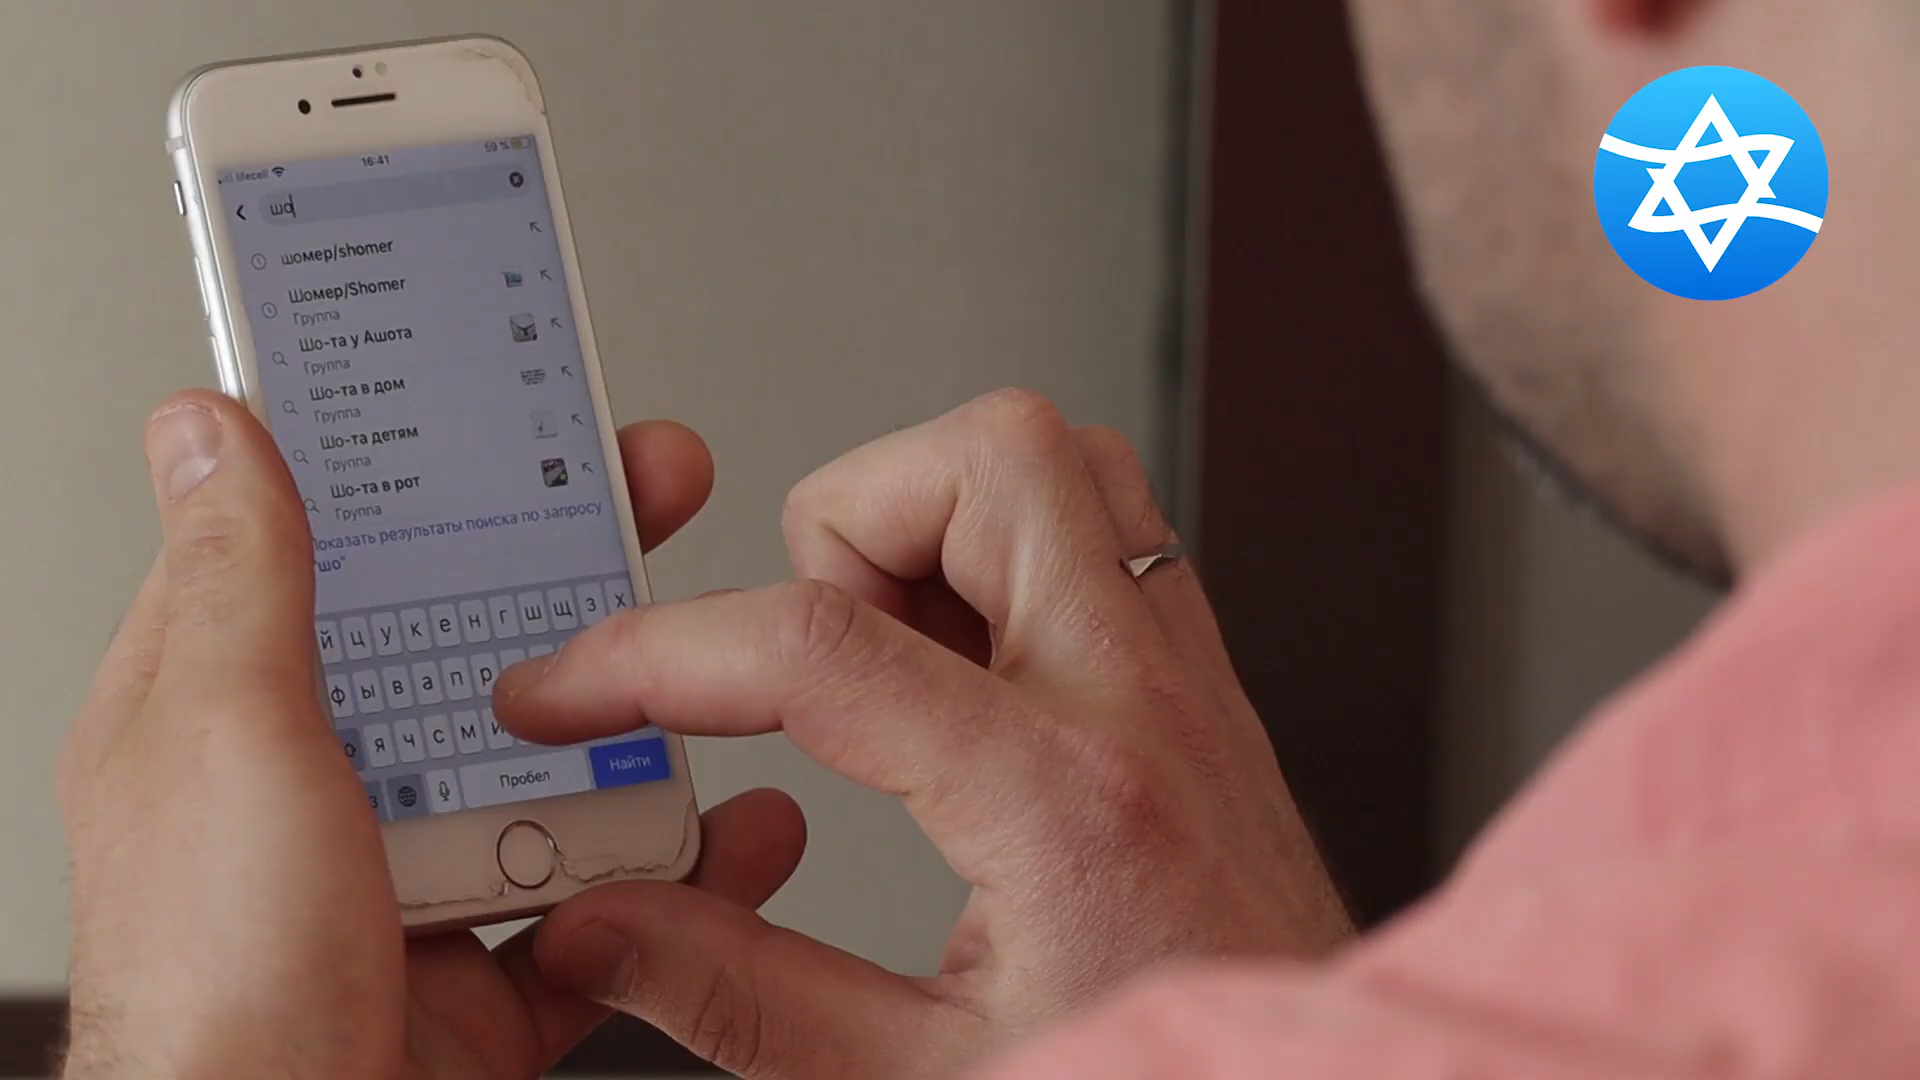 lifecell 16:41 59 %
шо
шомер/shomer
Шомер/Shomer
Группа
Шо-та у Ашота
Группа
Шо-та в дом
Группа
Шо-та детям
Группа
Шо-та в рот
Группа
Показать результаты поиска по запросу
"шо"
й ц у к е н г ш щ з х
ф ы в а п р
я ч с м и
Пробел Найти